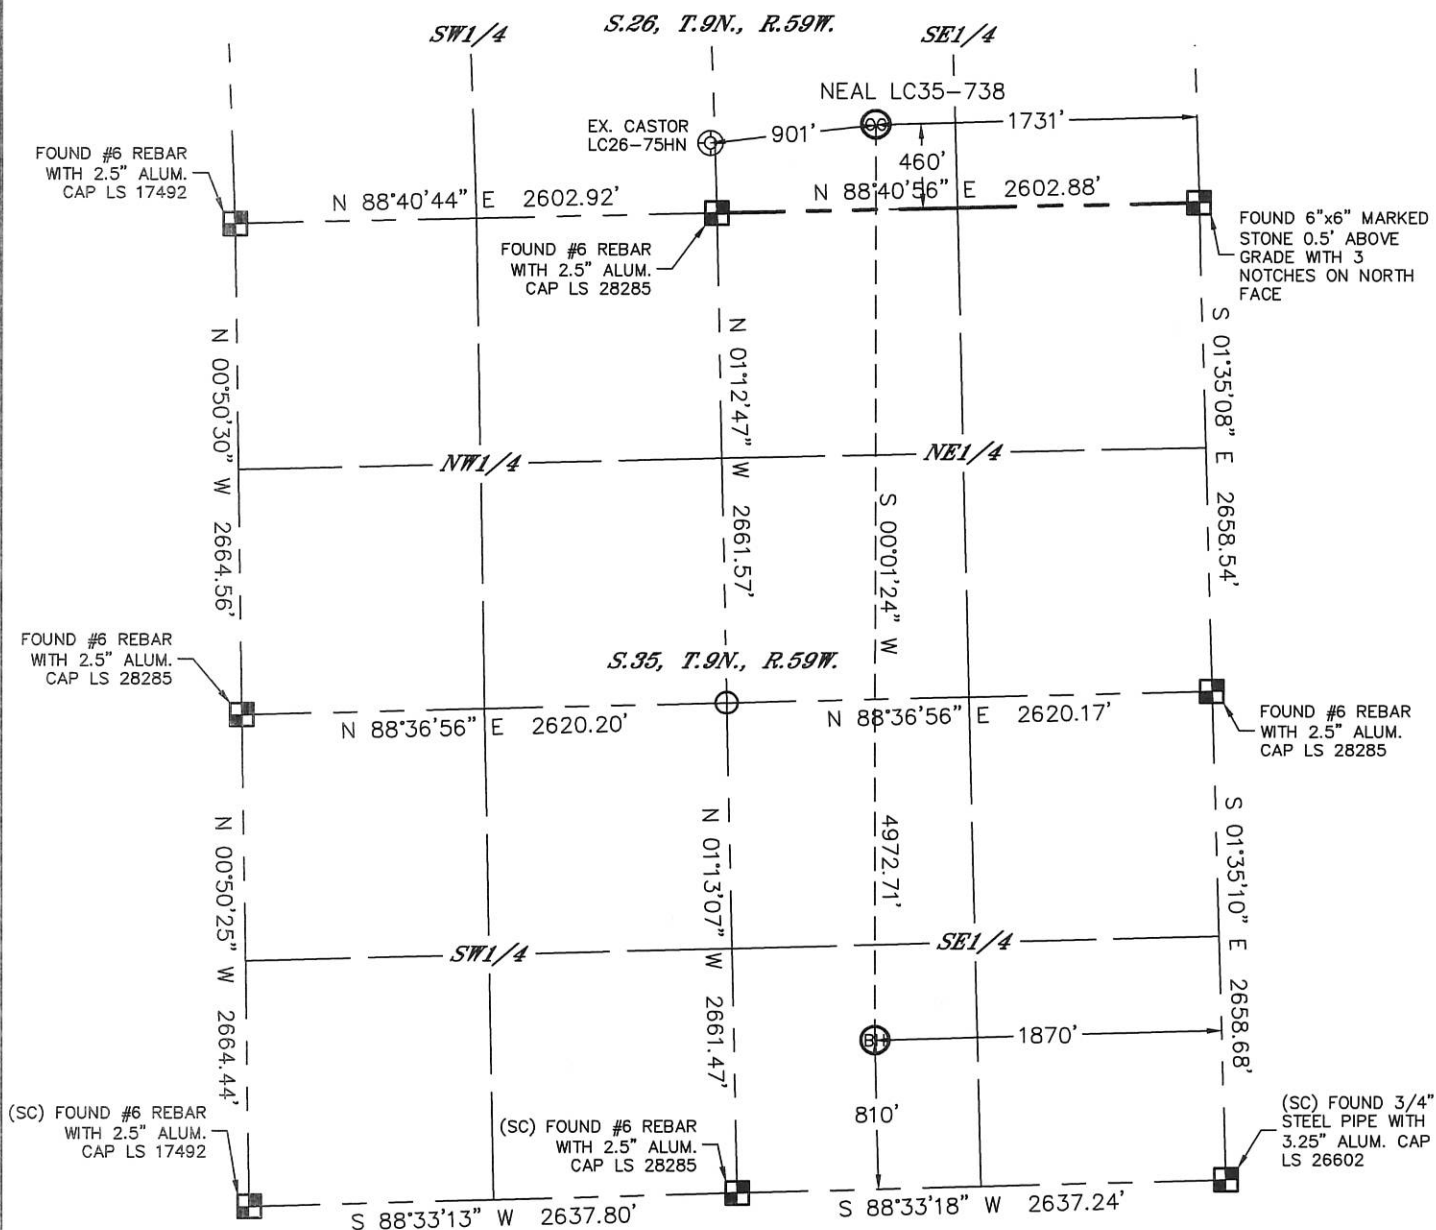 SW1/4
S.26, T.9N., R.59W.
SE1/4
NEAL LC35-738
EX. CASTOR
LC26-75HN
901'
1731'
460'
FOUND #6 REBAR
WITH 2.5" ALUM.
CAP LS 17492
N 88°40'44" E 2602.92'
N 88°40'56" E 2602.88'
FOUND #6 REBAR
WITH 2.5" ALUM.
CAP LS 28285
FOUND 6"x6" MARKED
STONE 0.5' ABOVE
GRADE WITH 3
NOTCHES ON NORTH
FACE
N 00°50'30" W 2664.56'
N 01°12'47" W 2661.57'
S 01°35'08" E 2658.54'
NW1/4
NE1/4
S 00°01'24" W 4972.71'
FOUND #6 REBAR
WITH 2.5" ALUM.
CAP LS 28285
S.35, T.9N., R.59W.
N 88°36'56" E 2620.20'
N 88°36'56" E 2620.17'
FOUND #6 REBAR
WITH 2.5" ALUM.
CAP LS 28285
N 00°50'25" W 2664.44'
N 01°13'07" W 2661.47'
S 01°35'10" E 2658.68'
SW1/4
SE1/4
BH
1870'
810'
(SC) FOUND #6 REBAR
WITH 2.5" ALUM.
CAP LS 17492
(SC) FOUND #6 REBAR
WITH 2.5" ALUM.
CAP LS 28285
(SC) FOUND 3/4"
STEEL PIPE WITH
3.25" ALUM. CAP
LS 26602
S 88°33'13" W 2637.80'
S 88°33'18" W 2637.24'